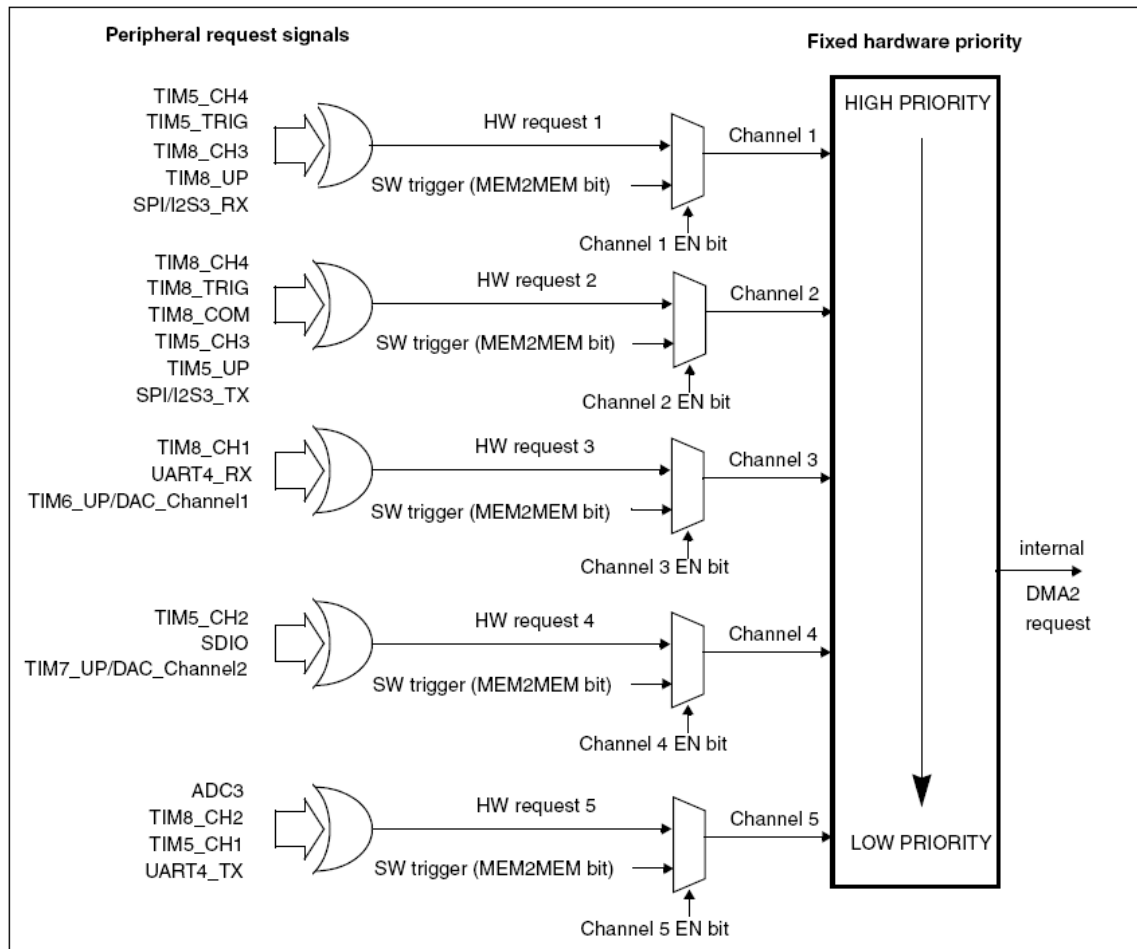 Peripheral request signals
Fixed hardware priority
TIM5_CH4
TIM5_TRIG
TIM8_CH3
TIM8_UP
SPI/I2S3_RX
HW request 1
SW trigger (MEM2MEM bit)
Channel 1
Channel 1 EN bit
HIGH PRIORITY
TIM8_CH4
TIM8_TRIG
TIM8_COM
TIM5_CH3
TIM5_UP
SPI/I2S3_TX
HW request 2
SW trigger (MEM2MEM bit)
Channel 2
Channel 2 EN bit
TIM8_CH1
UART4_RX
TIM6_UP/DAC_Channel1
HW request 3
SW trigger (MEM2MEM bit)
Channel 3
Channel 3 EN bit
internal
DMA2
request
TIM5_CH2
SDIO
TIM7_UP/DAC_Channel2
HW request 4
SW trigger (MEM2MEM bit)
Channel 4
Channel 4 EN bit
ADC3
TIM8_CH2
TIM5_CH1
UART4_TX
HW request 5
SW trigger (MEM2MEM bit)
Channel 5
Channel 5 EN bit
LOW PRIORITY